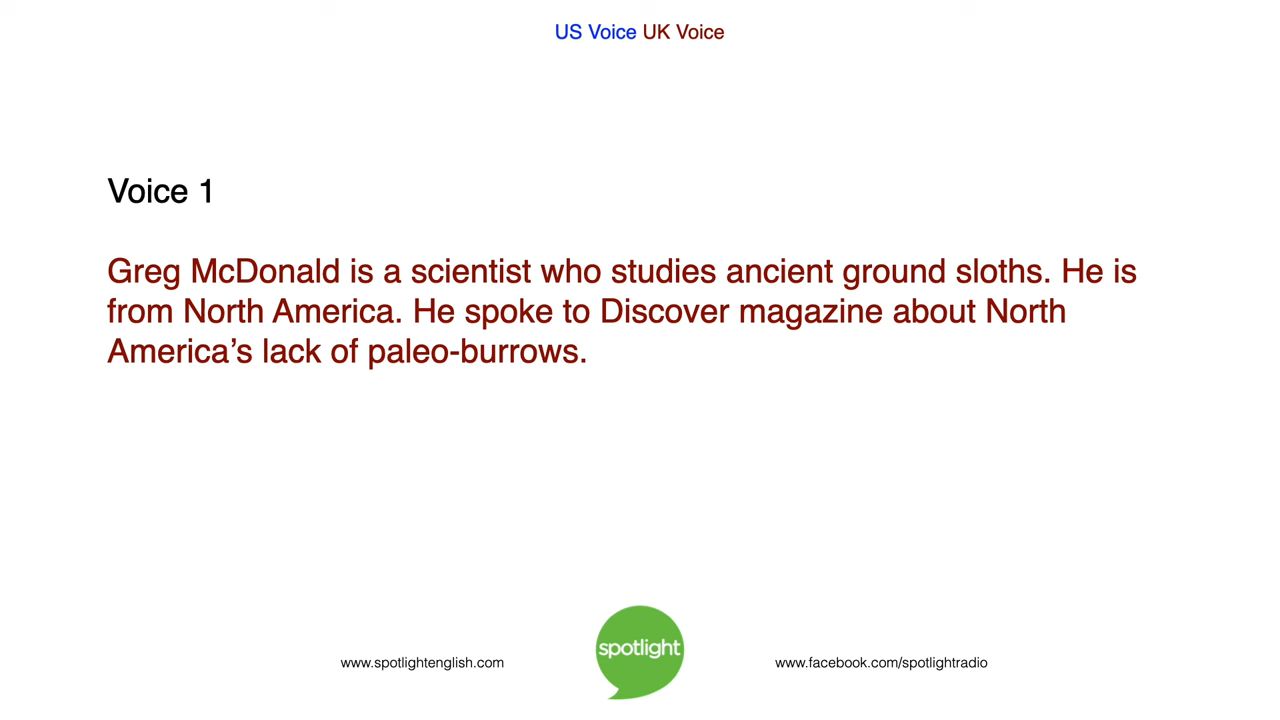 US Voice UK Voice
Voice 1
Greg McDonald is a scientist who studies ancient ground sloths. He is
from North America. He spoke to Discover magazine about North
America’s lack of paleo-burrows.
spotlight
www.spotlightenglish.com
www.facebook.com/spotlightradio